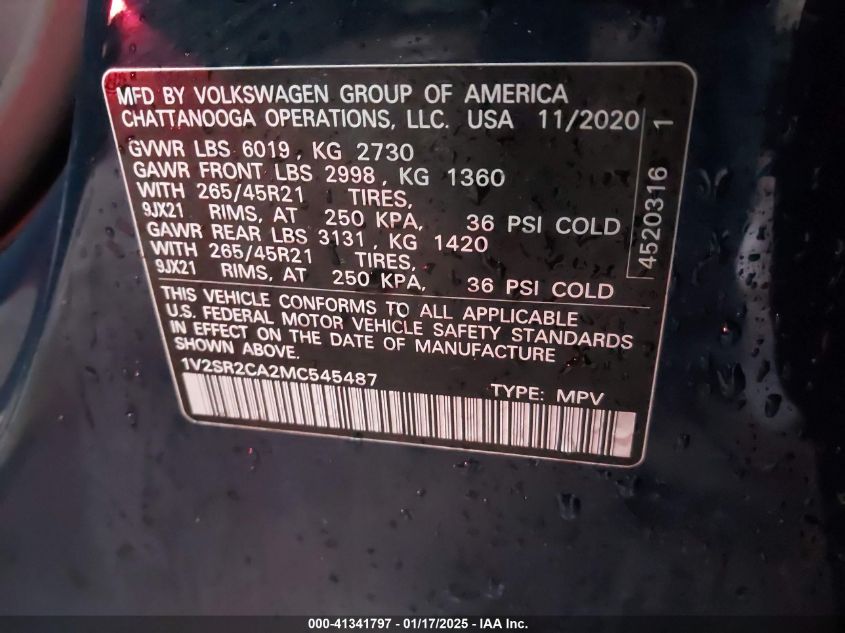 MFD BY VOLKSWAGEN GROUP OF AMERICA
CHATTANOOGA OPERATIONS, LLC. USA 11/2020
GVWR LBS 6019, KG 2730
GAWR FRONT LBS 2998, KG 1360
WITH 265/45R21 TIRES,
9JX21 RIMS, AT 250 KPA, 36 PSI COLD
GAWR REAR LBS 3131, KG 1420
WITH 265/45R21 TIRES,
9JX21 RIMS, AT 250 KPA, 36 PSI COLD
4520316 1
THIS VEHICLE CONFORMS TO ALL APPLICABLE
U.S. FEDERAL MOTOR VEHICLE SAFETY STANDARDS
IN EFFECT ON THE DATE OF MANUFACTURE
SHOWN ABOVE.
1V2SR2CA2MC545487 TYPE: MPV
000-41341797 - 01/17/2025 - IAA Inc.